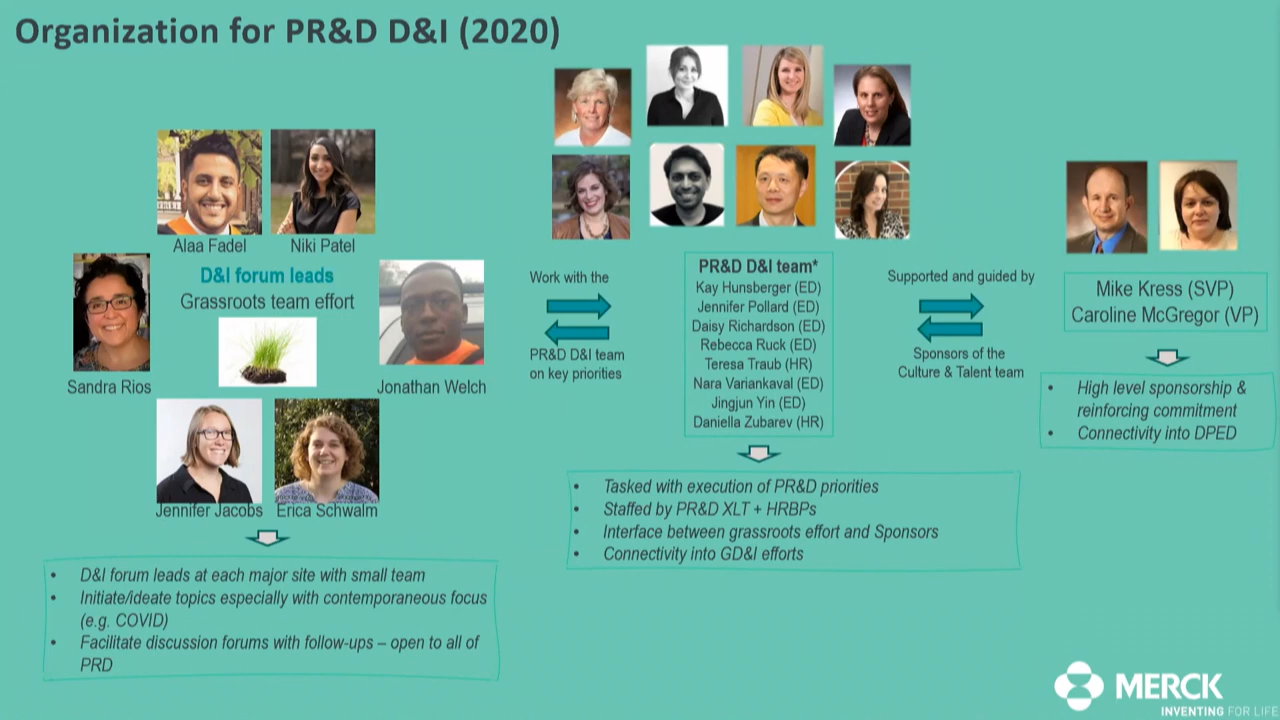 Organization for PR&D D&I (2020)
Alaa Fadel
Niki Patel
D&I forum leads
Grassroots team effort
Sandra Rios
Jonathan Welch
Jennifer Jacobs
Erica Schwalm
• D&I forum leads at each major site with small team
• Initiate/ideate topics especially with contemporaneous focus
(e.g. COVID)
• Facilitate discussion forums with follow-ups – open to all of
PRD
Work with the
PR&D D&I team
on key priorities
PR&D D&I team*
Kay Hunsberger (ED)
Jennifer Pollard (ED)
Daisy Richardson (ED)
Rebecca Ruck (ED)
Teresa Traub (HR)
Nara Variankaval (ED)
Jingjun Yin (ED)
Daniella Zubarev (HR)
• Tasked with execution of PR&D priorities
• Staffed by PR&D XLT + HRBPs
• Interface between grassroots effort and Sponsors
• Connectivity into GD&I efforts
Supported and guided by
Sponsors of the
Culture & Talent team
Mike Kress (SVP)
Caroline McGregor (VP)
• High level sponsorship &
reinforcing commitment
• Connectivity into DPED
MERCK
INVENTING FOR LIFE